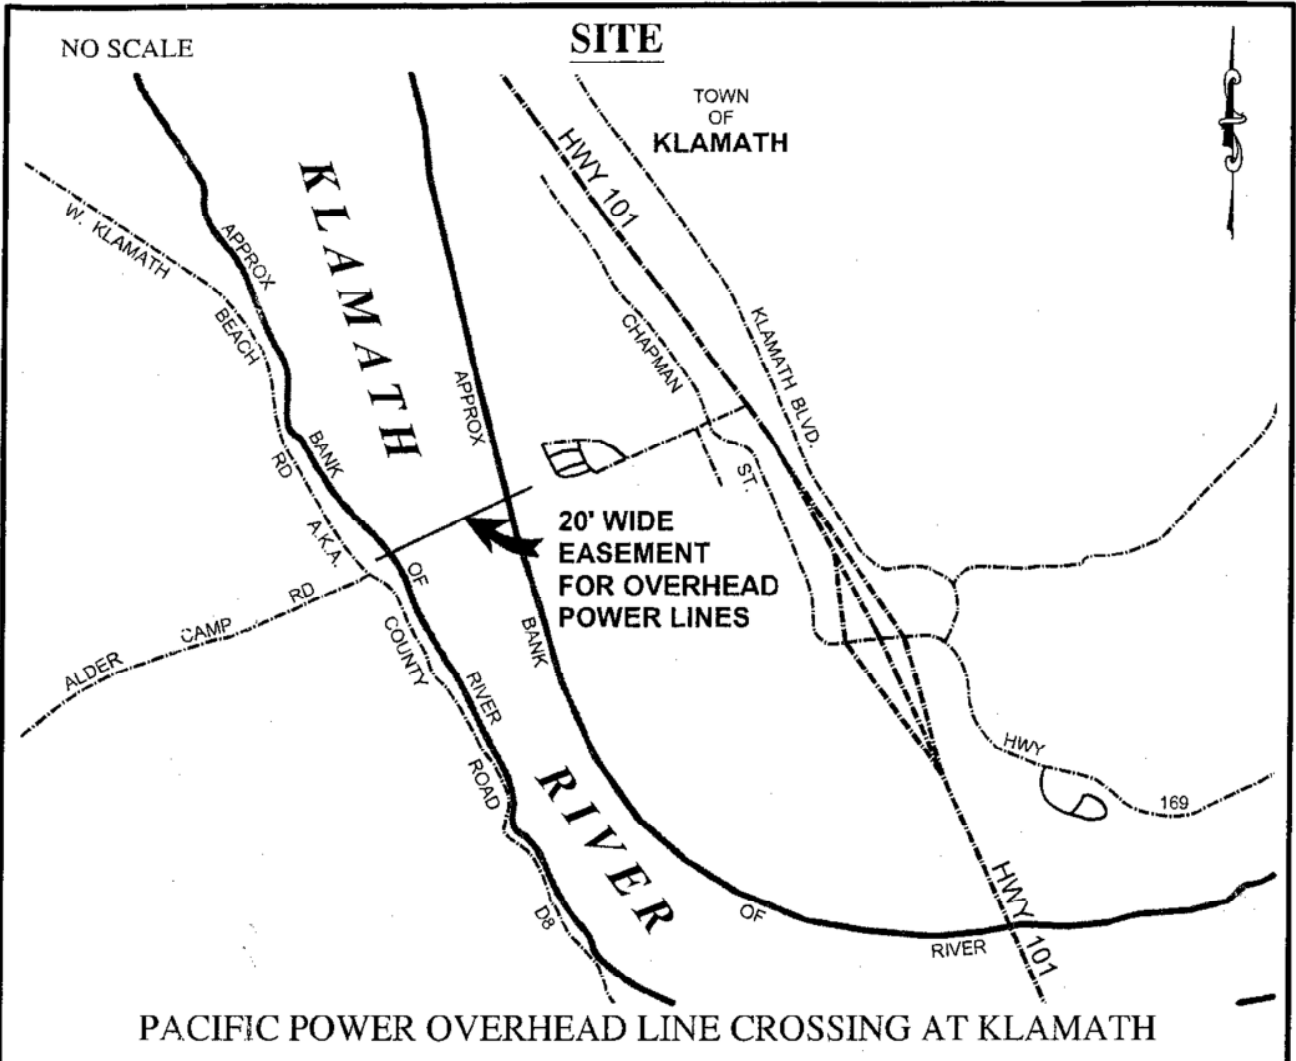 NO SCALE
SITE
TOWN
OF
KLAMATH
HWY 101
W. KLAMATH
BEACH
RD
A.K.A.
COUNTY
ROAD
D8
APPROX
BANK
OF
RIVER
KLAMATH
RIVER
APPROX
BANK
OF
RIVER
CHAPMAN
ST.
KLAMATH BLVD.
20' WIDE
EASEMENT
FOR OVERHEAD
POWER LINES
ALDER CAMP RD
HWY 169
HWY 101
PACIFIC POWER OVERHEAD LINE CROSSING AT KLAMATH